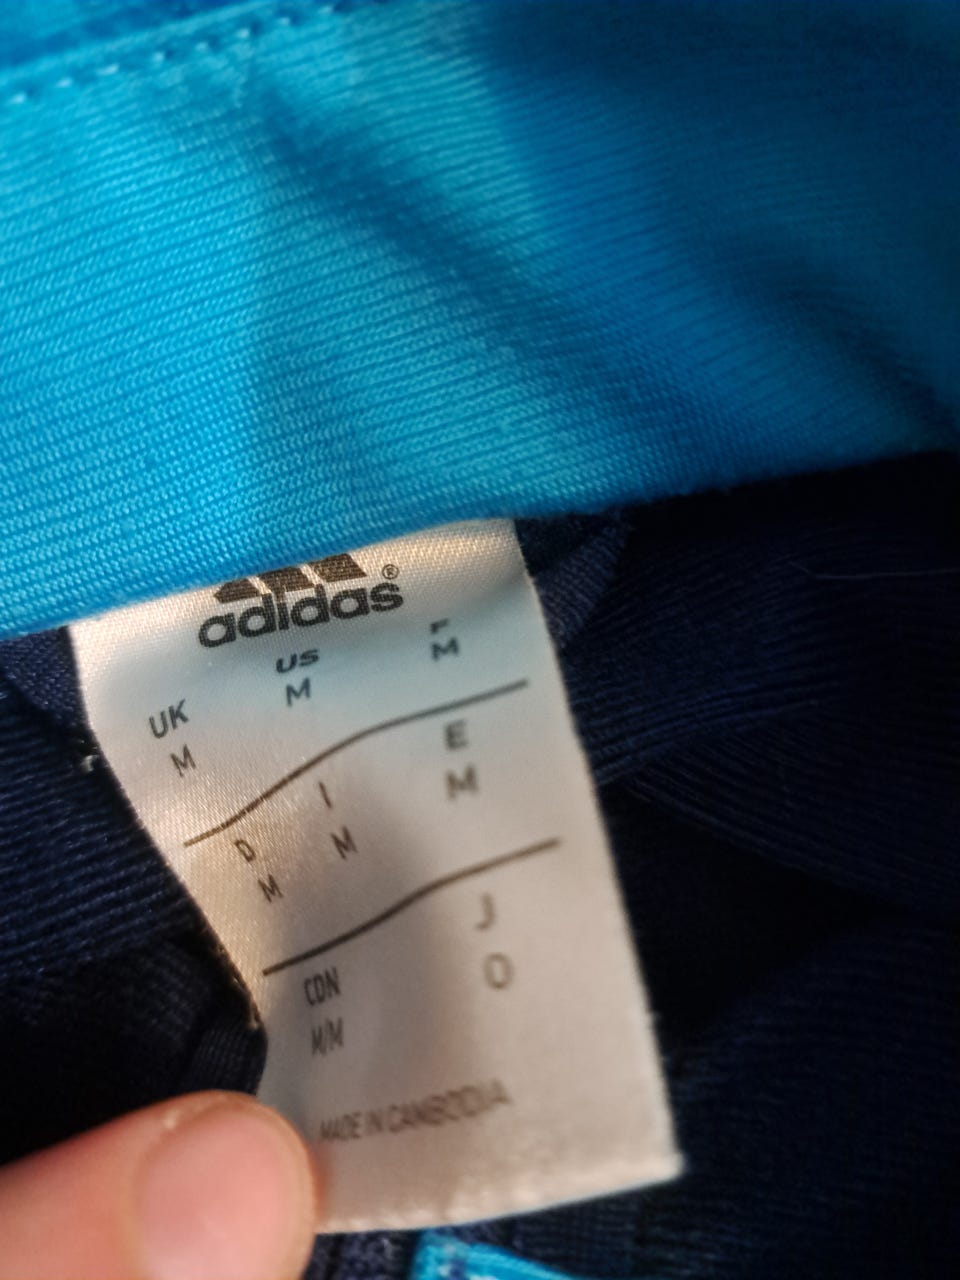 adidas®
UK US F
M M M
D I E
M M M
CDN J
M/M O
MADE IN CAMBODIA